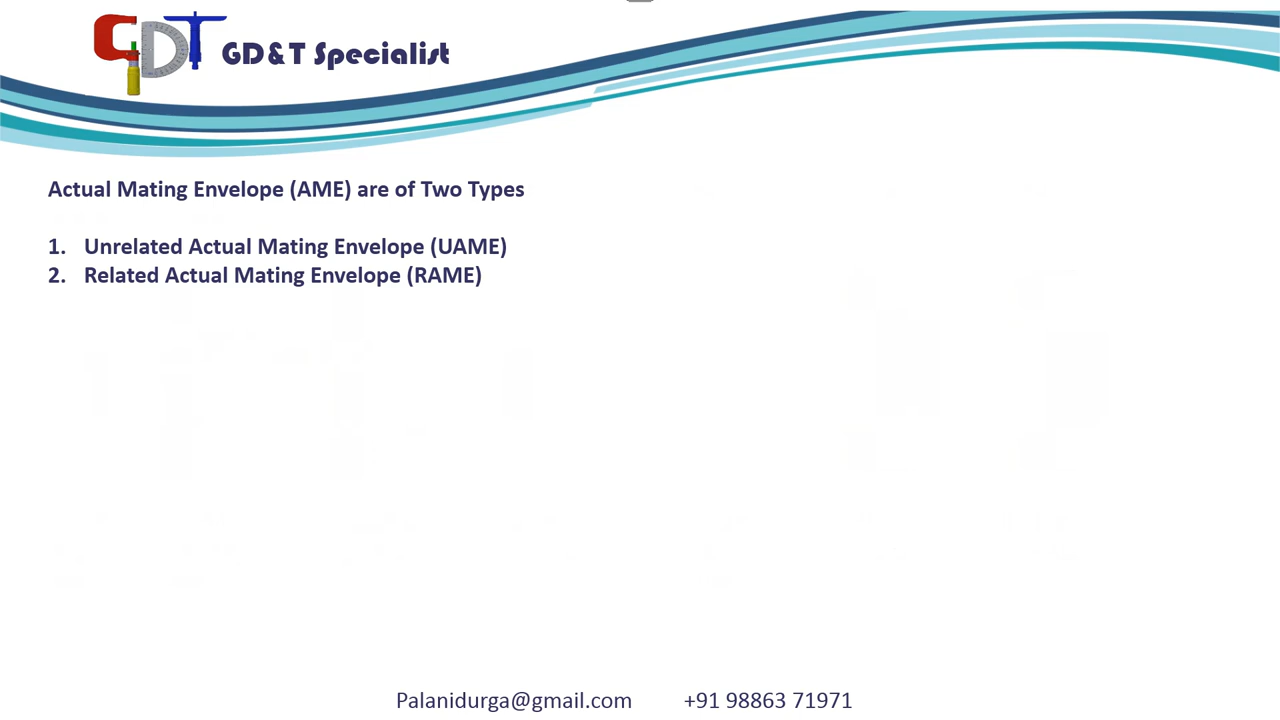 GDT GD&T Specialist
Actual Mating Envelope (AME) are of Two Types
1. Unrelated Actual Mating Envelope (UAME)
2. Related Actual Mating Envelope (RAME)
Palanidurga@gmail.com +91 98863 71971